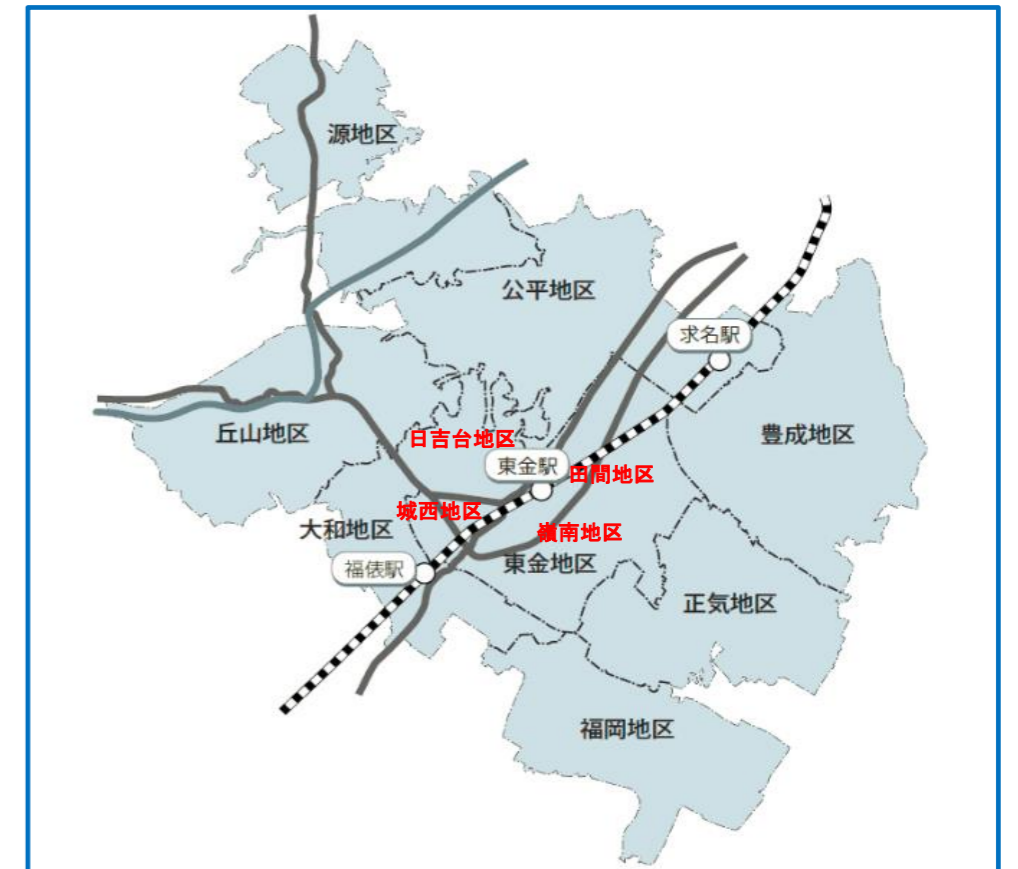 源地区
公平地区
求名駅
丘山地区
日吉台地区
豊成地区
東金駅
田間地区
城西地区
大和地区
嶺南地区
東金地区
福俵駅
正気地区
福岡地区